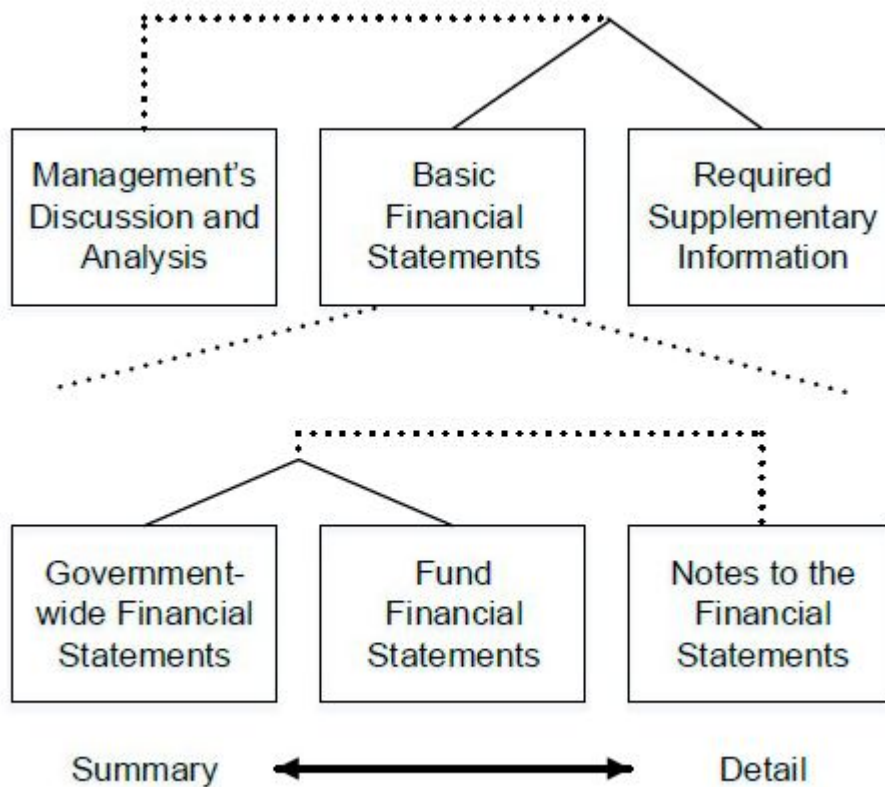 Management's
Discussion and
Analysis
Basic
Financial
Statements
Required
Supplementary
Information
Government-
wide Financial
Statements
Fund
Financial
Statements
Notes to the
Financial
Statements
Summary
Detail